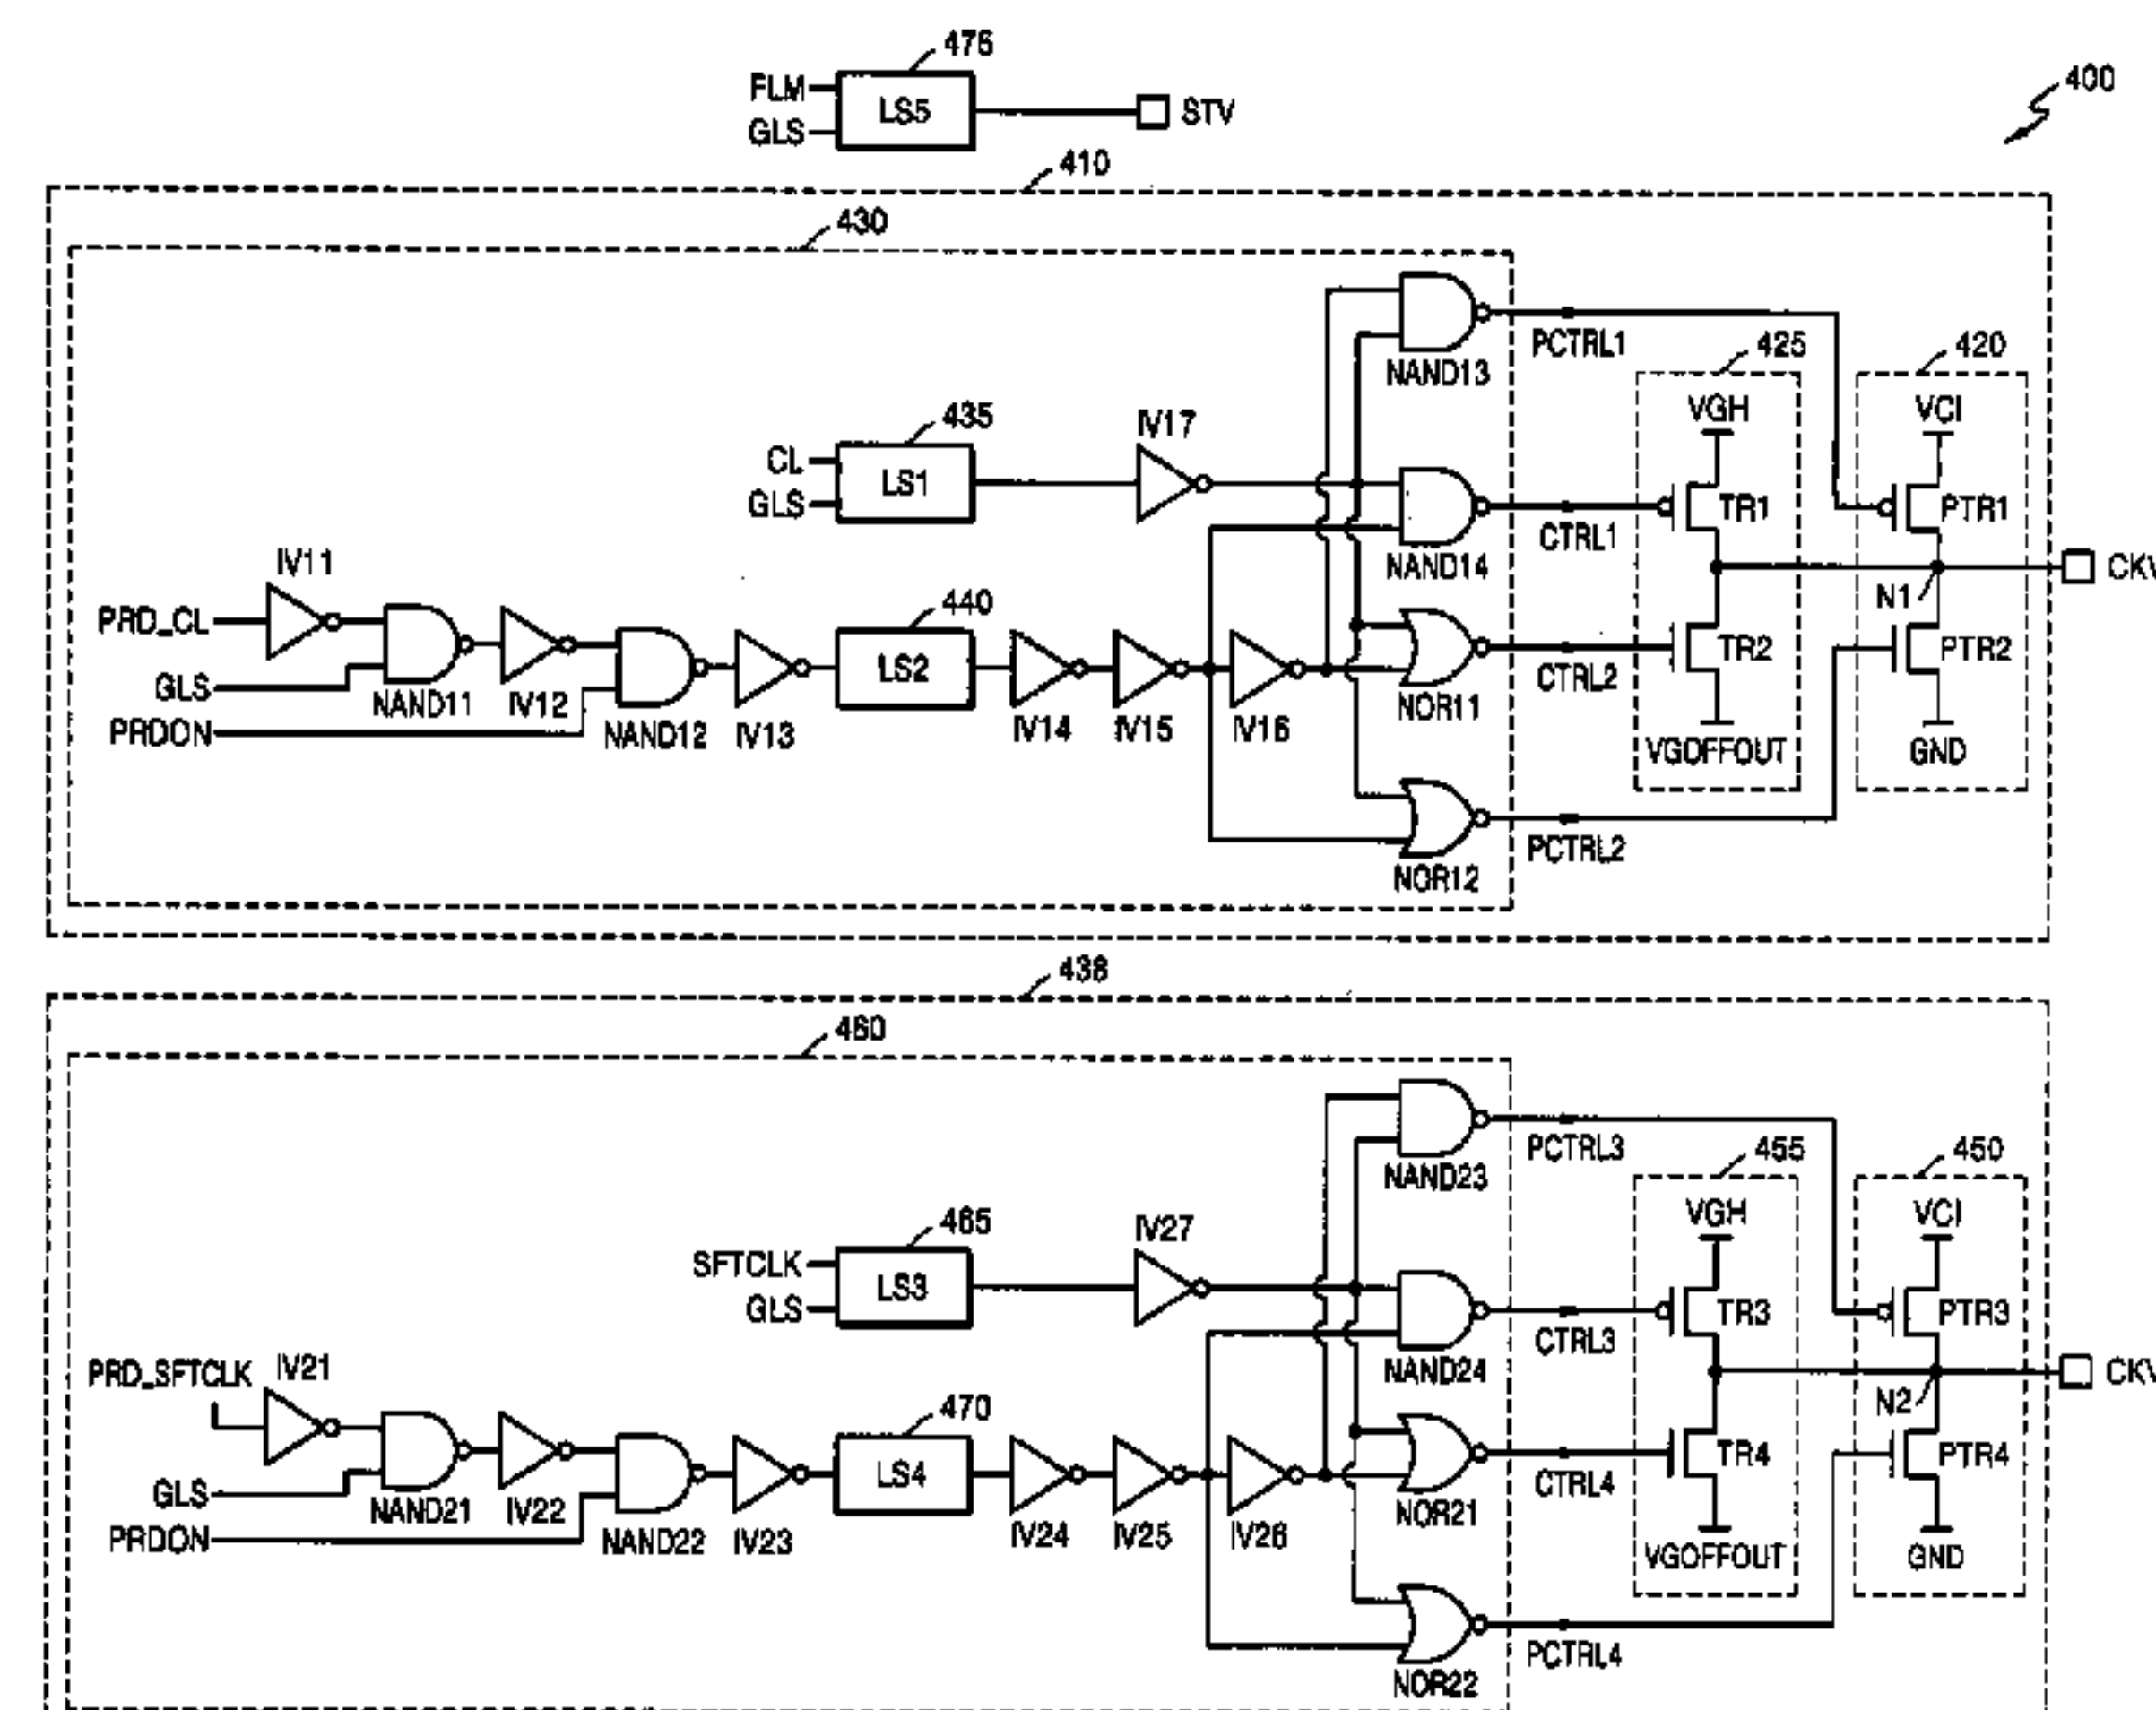 476
FLM
LS5
STV
GLS
400
410
430
NAND13
PCTRL1
425
420
VGH
VCI
435
IV17
CL
LS1
GLS
NAND14
CTRL1
TR1
PTR1
IV11
PRD_CL
GLS
PRDON
NAND11
IV12
NAND12
IV13
440
LS2
IV14
IV15
IV16
NOR11
CTRL2
N1
CKV
TR2
PTR2
VGOFFOUT
GND
NOR12
PCTRL2
438
460
NAND23
PCTRL3
455
450
VGH
VCI
465
IV27
SFTCLK
LS3
GLS
NAND24
CTRL3
TR3
PTR3
PRD_SFTCLK
IV21
GLS
PRDON
NAND21
IV22
NAND22
IV23
470
LS4
IV24
IV25
IV26
NOR21
CTRL4
N2
CKV
TR4
PTR4
VGOFFOUT
GND
NOR22
PCTRL4